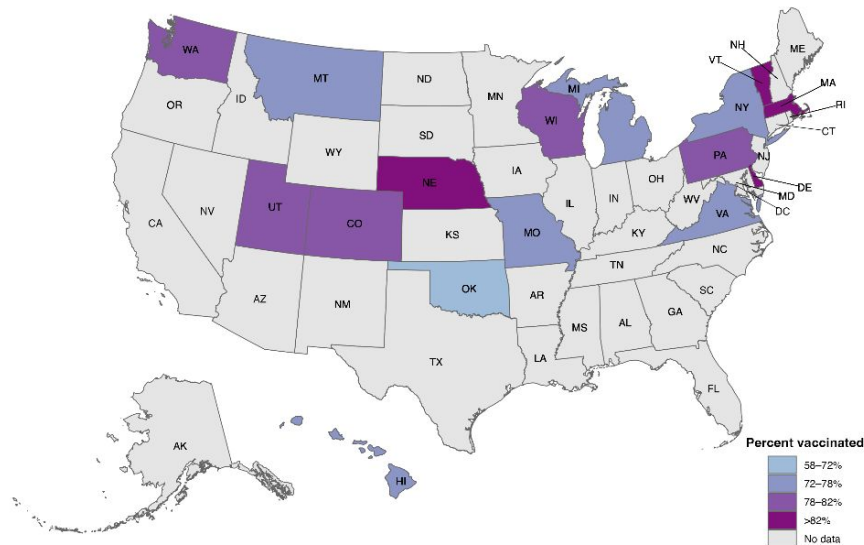 WA
MT
ND
MN
ME
NH
VT
MA
RI
CT
OR
ID
SD
WI
MI
NY
WY
IA
PA
NJ
NE
OH
DE
MD
DC
NV
UT
CO
IL
IN
WV
VA
CA
KS
MO
KY
NC
TN
AZ
NM
OK
AR
SC
MS
AL
GA
TX
LA
FL
AK
HI
Percent vaccinated
58–72%
72–78%
78–82%
>82%
No data